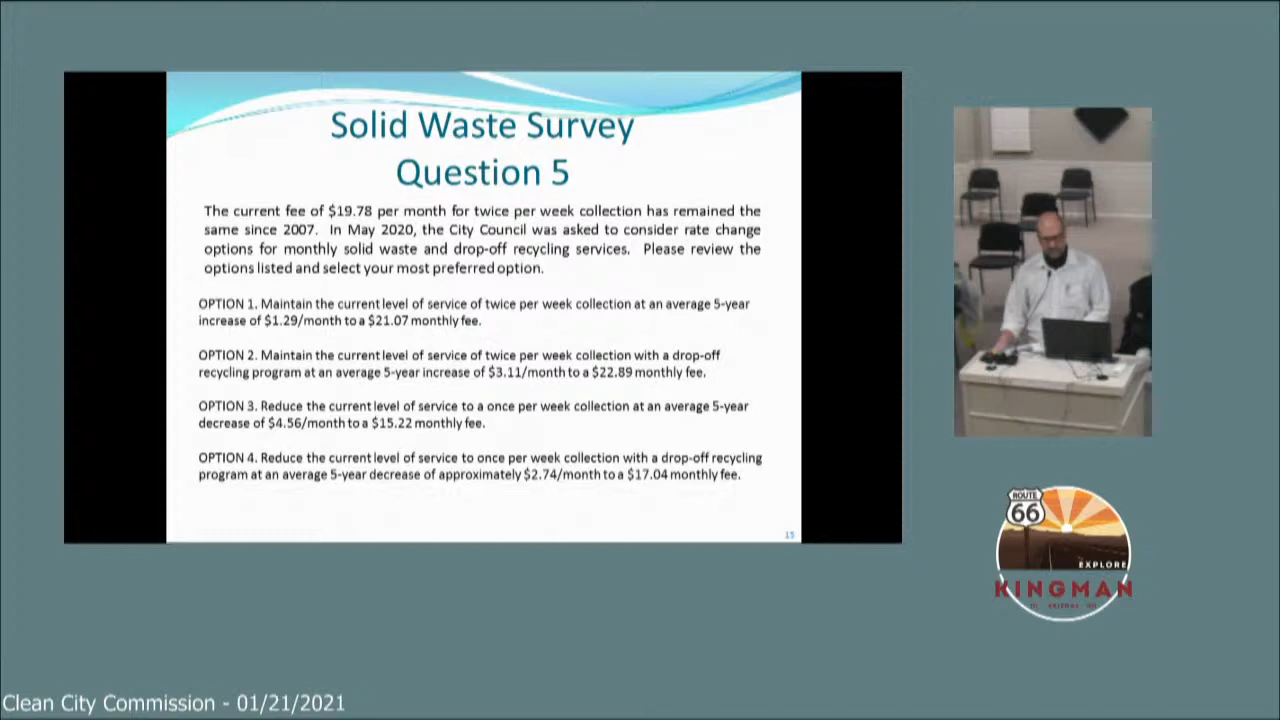 Solid Waste Survey
Question 5
The current fee of $19.78 per month for twice per week collection has remained the
same since 2007. In May 2020, the City Council was asked to consider rate change
options for monthly solid waste and drop-off recycling services. Please review the
options listed and select your most preferred option.
OPTION 1. Maintain the current level of service of twice per week collection at an average 5-year
increase of $1.29/month to a $21.07 monthly fee.
OPTION 2. Maintain the current level of service of twice per week collection with a drop-off
recycling program at an average 5-year increase of $3.11/month to a $22.89 monthly fee.
OPTION 3. Reduce the current level of service to a once per week collection at an average 5-year
decrease of $4.56/month to a $15.22 monthly fee.
OPTION 4. Reduce the current level of service to once per week collection with a drop-off recycling
program at an average 5-year decrease of approximately $2.74/month to a $17.04 monthly fee.
15
ROUTE
66
EXPLORE
KINGMAN
ARIZONA
Clean City Commission - 01/21/2021